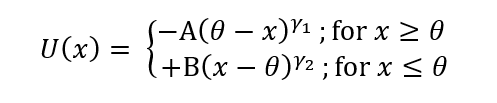 U(x) = { −A(θ − x)^γ₁ ; for x ≥ θ
+B(x − θ)^γ₂ ; for x ≤ θ